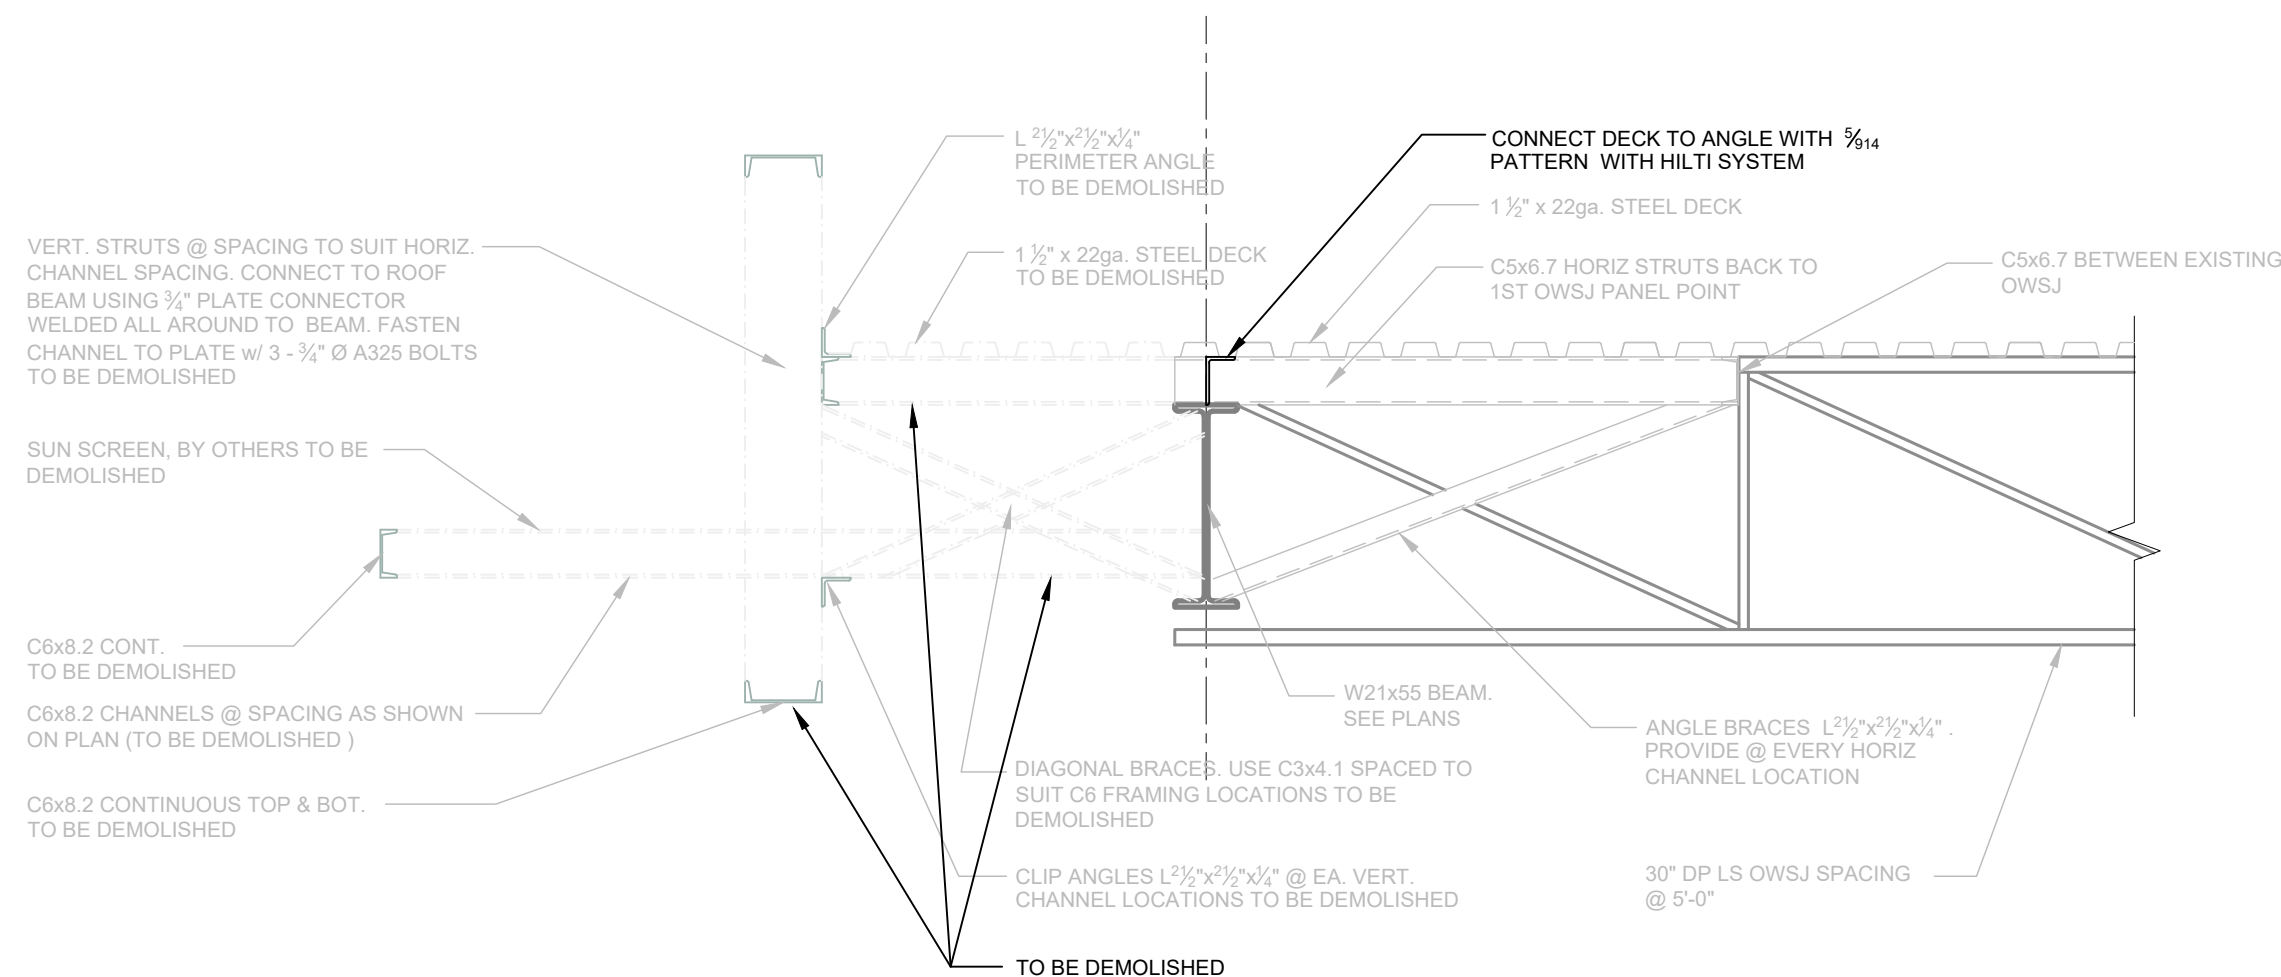 L 2½"x2½"x¼"
PERIMETER ANGLE
TO BE DEMOLISHED
CONNECT DECK TO ANGLE WITH 5/914
PATTERN WITH HILTI SYSTEM
1 ½" x 22ga. STEEL DECK
VERT. STRUTS @ SPACING TO SUIT HORIZ.
CHANNEL SPACING. CONNECT TO ROOF
BEAM USING ¾" PLATE CONNECTOR
WELDED ALL AROUND TO BEAM. FASTEN
CHANNEL TO PLATE w/ 3 - ¾" Ø A325 BOLTS
TO BE DEMOLISHED
1 ½" x 22ga. STEEL DECK
TO BE DEMOLISHED
C5x6.7 HORIZ STRUTS BACK TO
1ST OWSJ PANEL POINT
C5x6.7 BETWEEN EXISTING
OWSJ
SUN SCREEN, BY OTHERS TO BE
DEMOLISHED
C6x8.2 CONT.
TO BE DEMOLISHED
C6x8.2 CHANNELS @ SPACING AS SHOWN
ON PLAN (TO BE DEMOLISHED )
C6x8.2 CONTINUOUS TOP & BOT.
TO BE DEMOLISHED
W21x55 BEAM.
SEE PLANS
ANGLE BRACES L2½"x2½"x¼" .
PROVIDE @ EVERY HORIZ
CHANNEL LOCATION
DIAGONAL BRACES. USE C3x4.1 SPACED TO
SUIT C6 FRAMING LOCATIONS TO BE
DEMOLISHED
CLIP ANGLES L2½"x2½"x¼" @ EA. VERT.
CHANNEL LOCATIONS TO BE DEMOLISHED
30" DP LS OWSJ SPACING
@ 5'-0"
TO BE DEMOLISHED